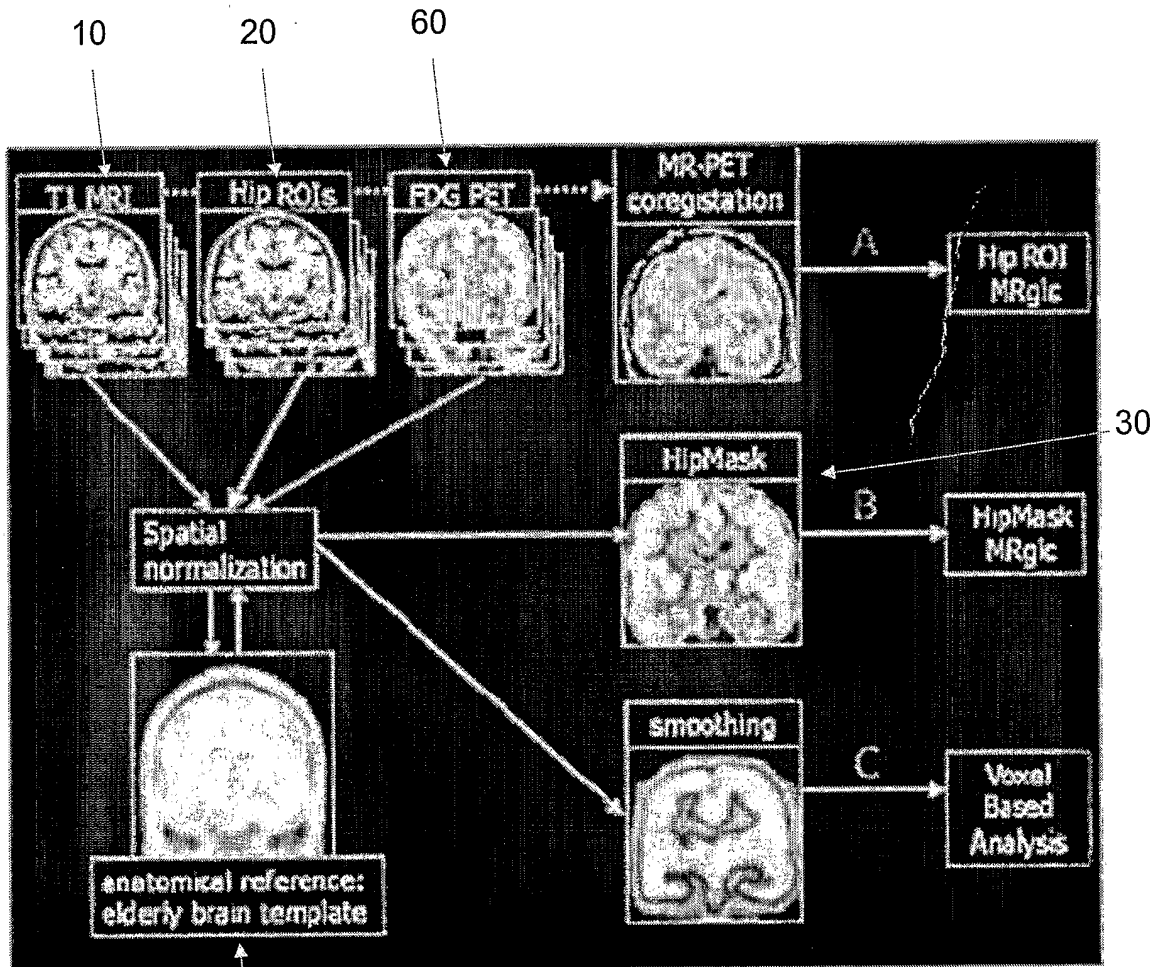 10
20
60
T1 MRI
Hip ROIs
FDG PET
MR-PET
coregistation
A
Hip ROI
MRglc
30
HipMask
B
HipMask
MRglc
Spatial
normalization
smoothing
C
Voxel
Based
Analysis
anatomical reference:
elderly brain template